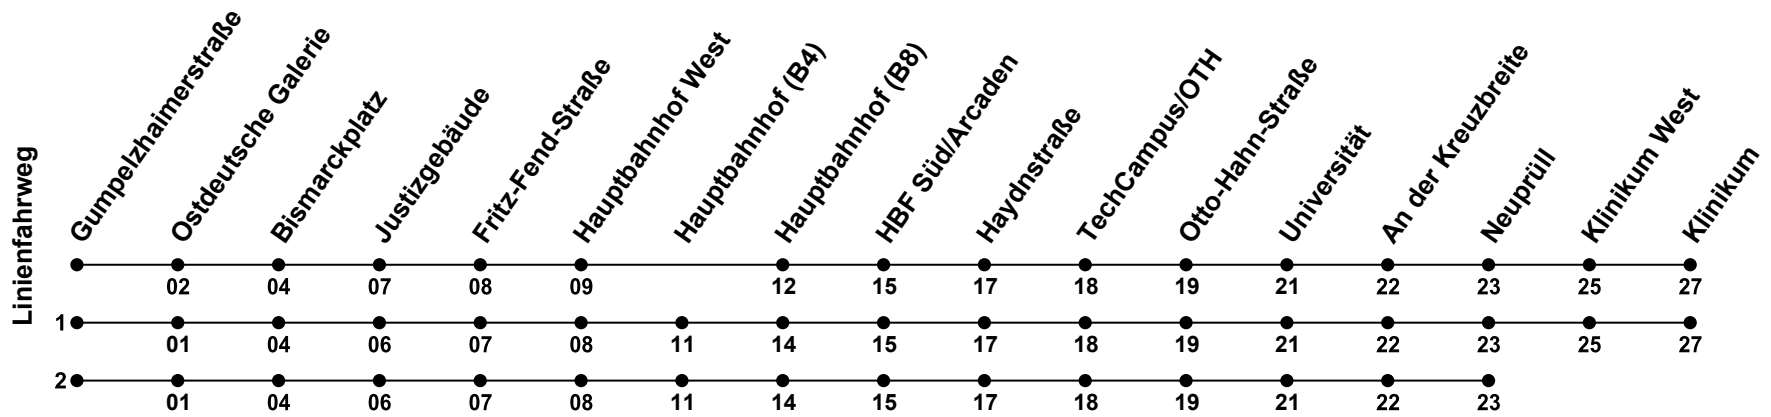 Linienfahrweg
Gumpelzhaimerstraße
Ostdeutsche Galerie
Bismarckplatz
Justizgebäude
Fritz-Fend-Straße
Hauptbahnhof West
Hauptbahnhof (B4)
Hauptbahnhof (B8)
HBF Süd/Arcaden
Haydnstraße
TechCampus/OTH
Otto-Hahn-Straße
Universität
An der Kreuzbreite
Neuprüll
Klinikum West
Klinikum
02 04 07 08 09 12 15 17 18 19 21 22 23 25 27
1
01 04 06 07 08 11 14 15 17 18 19 21 22 23 25 27
2
01 04 06 07 08 11 14 15 17 18 19 21 22 23